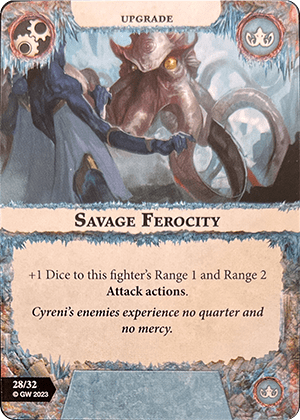 UPGRADE
SAVAGE FEROCITY
+1 Dice to this fighter's Range 1 and Range 2
Attack actions.
Cyreni's enemies experience no quarter and
no mercy.
28/32
© GW 2023